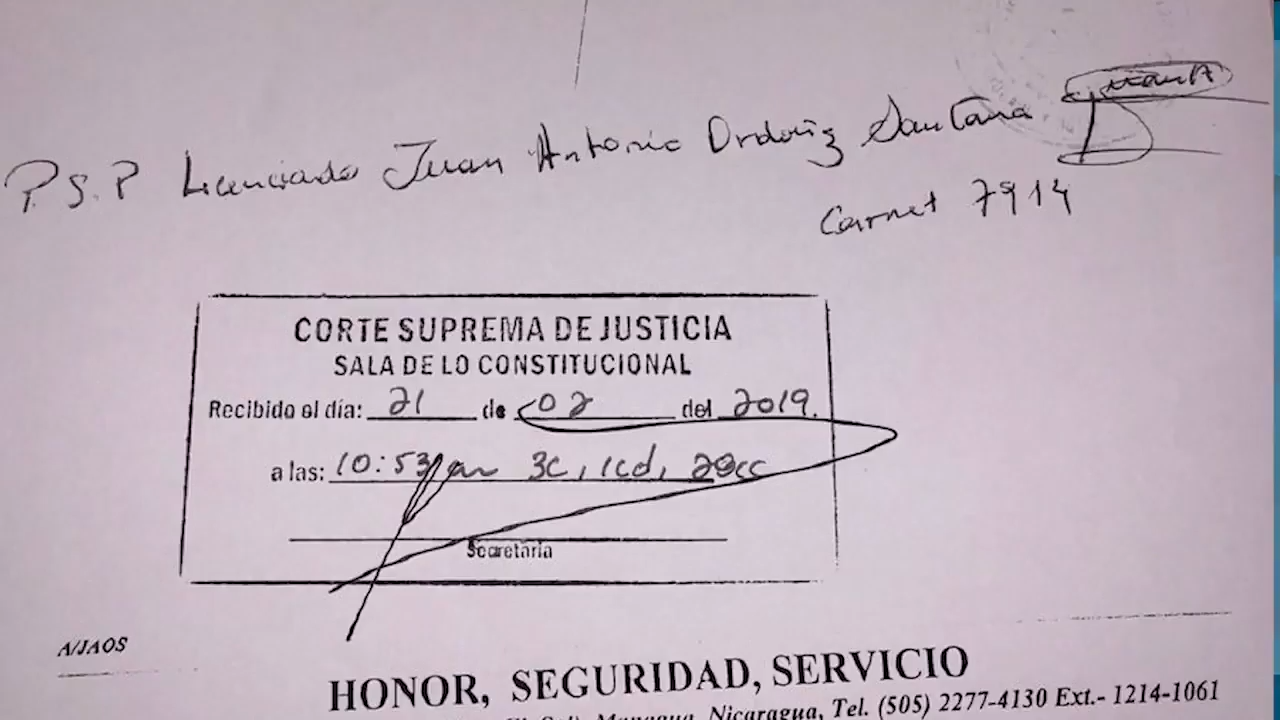 P.S.P Licenciado Juan Antonio Ordoñiz Santana
Carnet 7914
CORTE SUPREMA DE JUSTICIA
SALA DE LO CONSTITUCIONAL
Recibido el día: 21 de 02 del 2019.
a las: 10:53 am 3c, 1cd, 20cc
Secretaria
A/JAOS
HONOR, SEGURIDAD, SERVICIO
Managua, Nicaragua, Tel. (505) 2277-4130 Ext.- 1214-1061